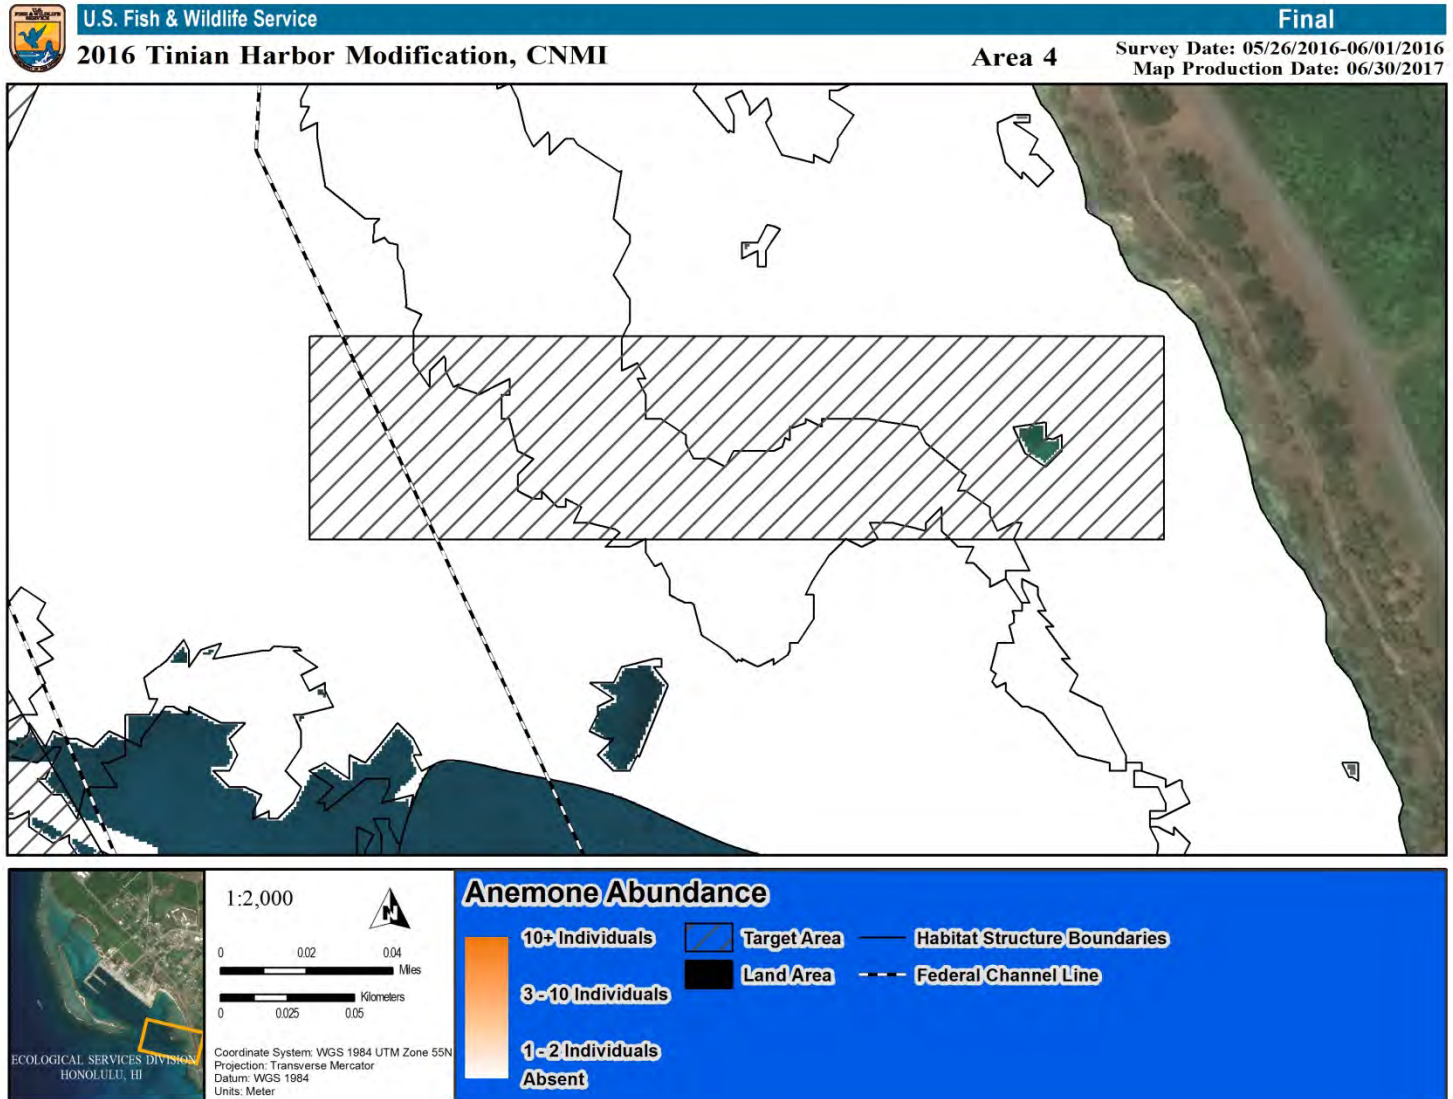 U.S. Fish & Wildlife Service
Final
2016 Tinian Harbor Modification, CNMI
Area 4
Survey Date: 05/26/2016-06/01/2016
Map Production Date: 06/30/2017
U.S.
FISH & WILDLIFE
SERVICE
ECOLOGICAL SERVICES DIVISION
HONOLULU, HI
1:2,000
N
0 0.02 0.04
Miles
Kilometers
0 0.025 0.05
Coordinate System: WGS 1984 UTM Zone 55N
Projection: Transverse Mercator
Datum: WGS 1984
Units: Meter
Anemone Abundance
10+ Individuals
3 - 10 Individuals
1 - 2 Individuals
Absent
Target Area
Land Area
Habitat Structure Boundaries
Federal Channel Line